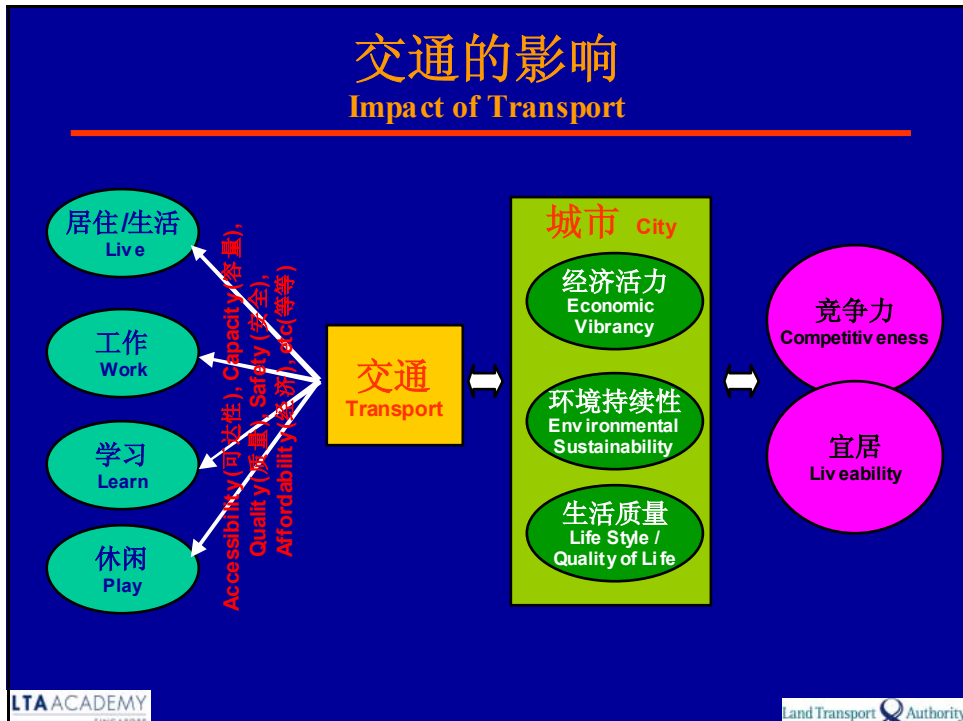 交通的影响
Impact of Transport
居住/生活
Live
工作
Work
学习
Learn
休闲
Play
Accessibility(可达性), Capacity(容量),
Quality(质量), Safety(安全),
Affordability(经济), etc(等等)
交通
Transport
城市 City
经济活力
Economic
Vibrancy
环境持续性
Environmental
Sustainability
生活质量
Life Style /
Quality of Life
竞争力
Competitiveness
宜居
Liveability
LTA ACADEMY
SINGAPORE
Land Transport Authority